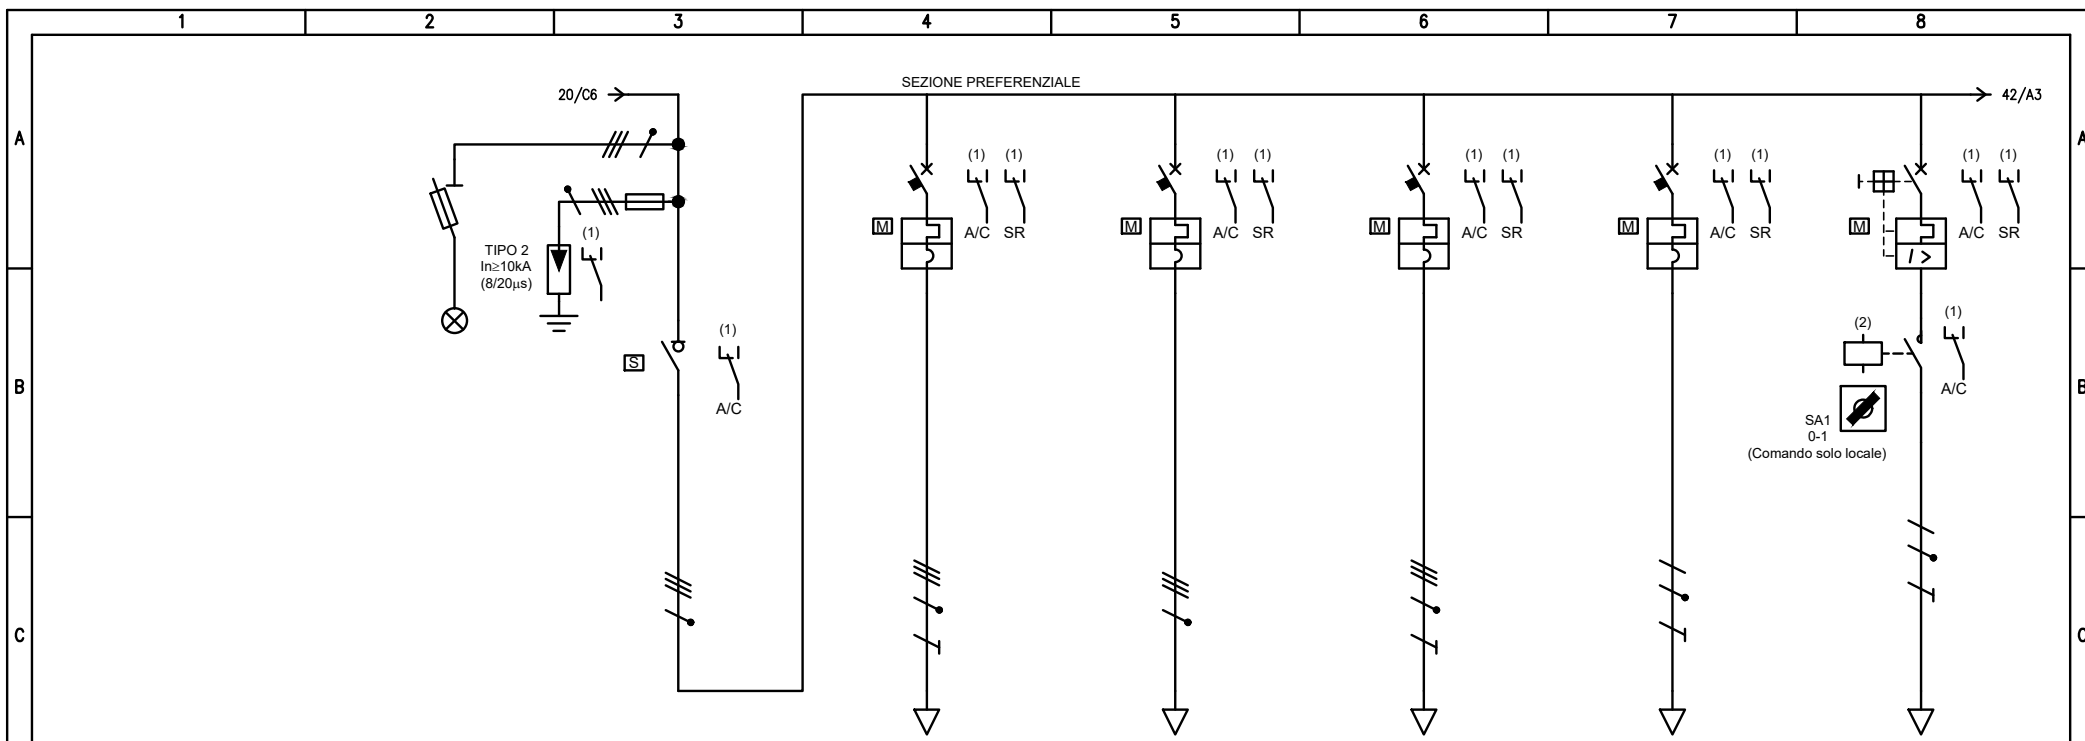 1 2 3 4 5 6 7 8
SEZIONE PREFERENZIALE
20/C6 42/A3
A A
(1) (1) (1) (1) (1) (1) (1) (1) (1) (1)
M M M M M
A/C SR A/C SR A/C SR A/C SR A/C SR
(1)
TIPO 2
In≥10kA
(8/20µs)
I >
(1)
S
A/C
(2) (1)
A/C
B B
SA1
0-1
(Comando solo locale)
C C